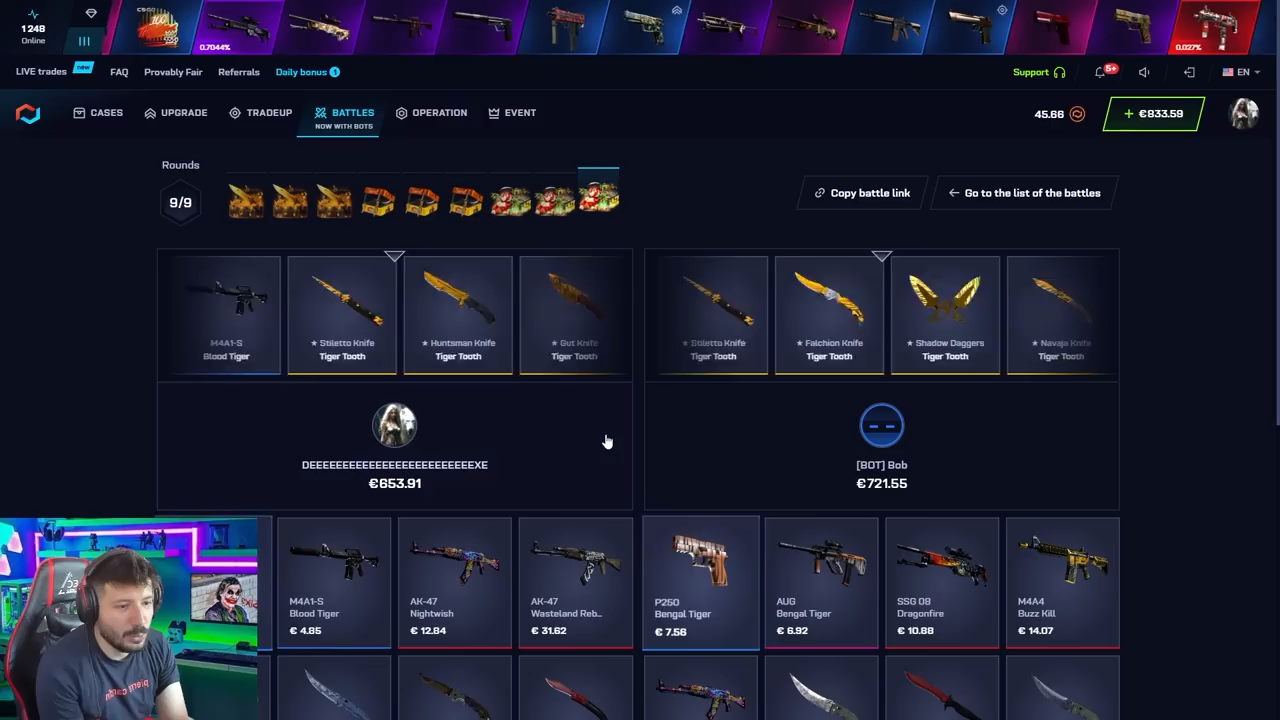 1 248
Online
0.7044%
0.027%
LIVE trades
new
FAQ
Provably Fair
Referrals
Daily bonus 1
Support
5+
EN
CASES
UPGRADE
TRADEUP
BATTLES
NOW WITH BOTS
OPERATION
EVENT
45.66
+ €833.59
Rounds
9/9
Copy battle link
← Go to the list of the battles
M4A1-S
Blood Tiger
★ Stiletto Knife
Tiger Tooth
★ Huntsman Knife
Tiger Tooth
★ Gut Knife
Tiger Tooth
★ Stiletto Knife
Tiger Tooth
★ Falchion Knife
Tiger Tooth
★ Shadow Daggers
Tiger Tooth
★ Navaja Knife
Tiger Tooth
DEEEEEEEEEEEEEEEEEEEEEEEEEXE
€653.91
[BOT] Bob
€721.55
M4A1-S
Blood Tiger
€ 4.85
AK-47
Nightwish
€ 12.84
AK-47
Wasteland Reb...
€ 31.62
P250
Bengal Tiger
€ 7.56
AUG
Bengal Tiger
€ 6.92
SSG 08
Dragonfire
€ 10.88
M4A4
Buzz Kill
€ 14.07